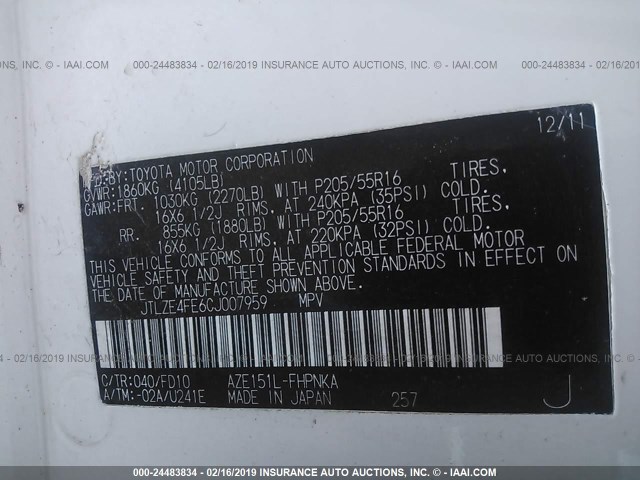 000-24483834 - 02/16/2019 INSURANCE AUTO AUCTIONS, INC. - IAAI.COM
000-24483834 - 02/16/2019 INSURANCE AUTO AUCTIONS, INC. - IAAI.COM
12/11
BY:TOYOTA MOTOR CORPORATION
GVWR:1860KG (4105LB)
GAWR:FRT. 1030KG (2270LB) WITH P205/55R16 TIRES,
16X6 1/2J RIMS, AT 240KPA (35PSI) COLD.
RR. 855KG (1880LB) WITH P205/55R16 TIRES,
16X6 1/2J RIMS, AT 220KPA (32PSI) COLD.
THIS VEHICLE CONFORMS TO ALL APPLICABLE FEDERAL MOTOR
VEHICLE SAFETY AND THEFT PREVENTION STANDARDS IN EFFECT ON
THE DATE OF MANUFACTURE SHOWN ABOVE.
JTLZE4FE6CJ007959 MPV
C/TR:040/FD10 AZE151L-FHPNKA
A/TM:-02A/U241E MADE IN JAPAN 257 J
000-24483834 - 02/16/2019 INSURANCE AUTO AUCTIONS, INC. - IAAI.COM